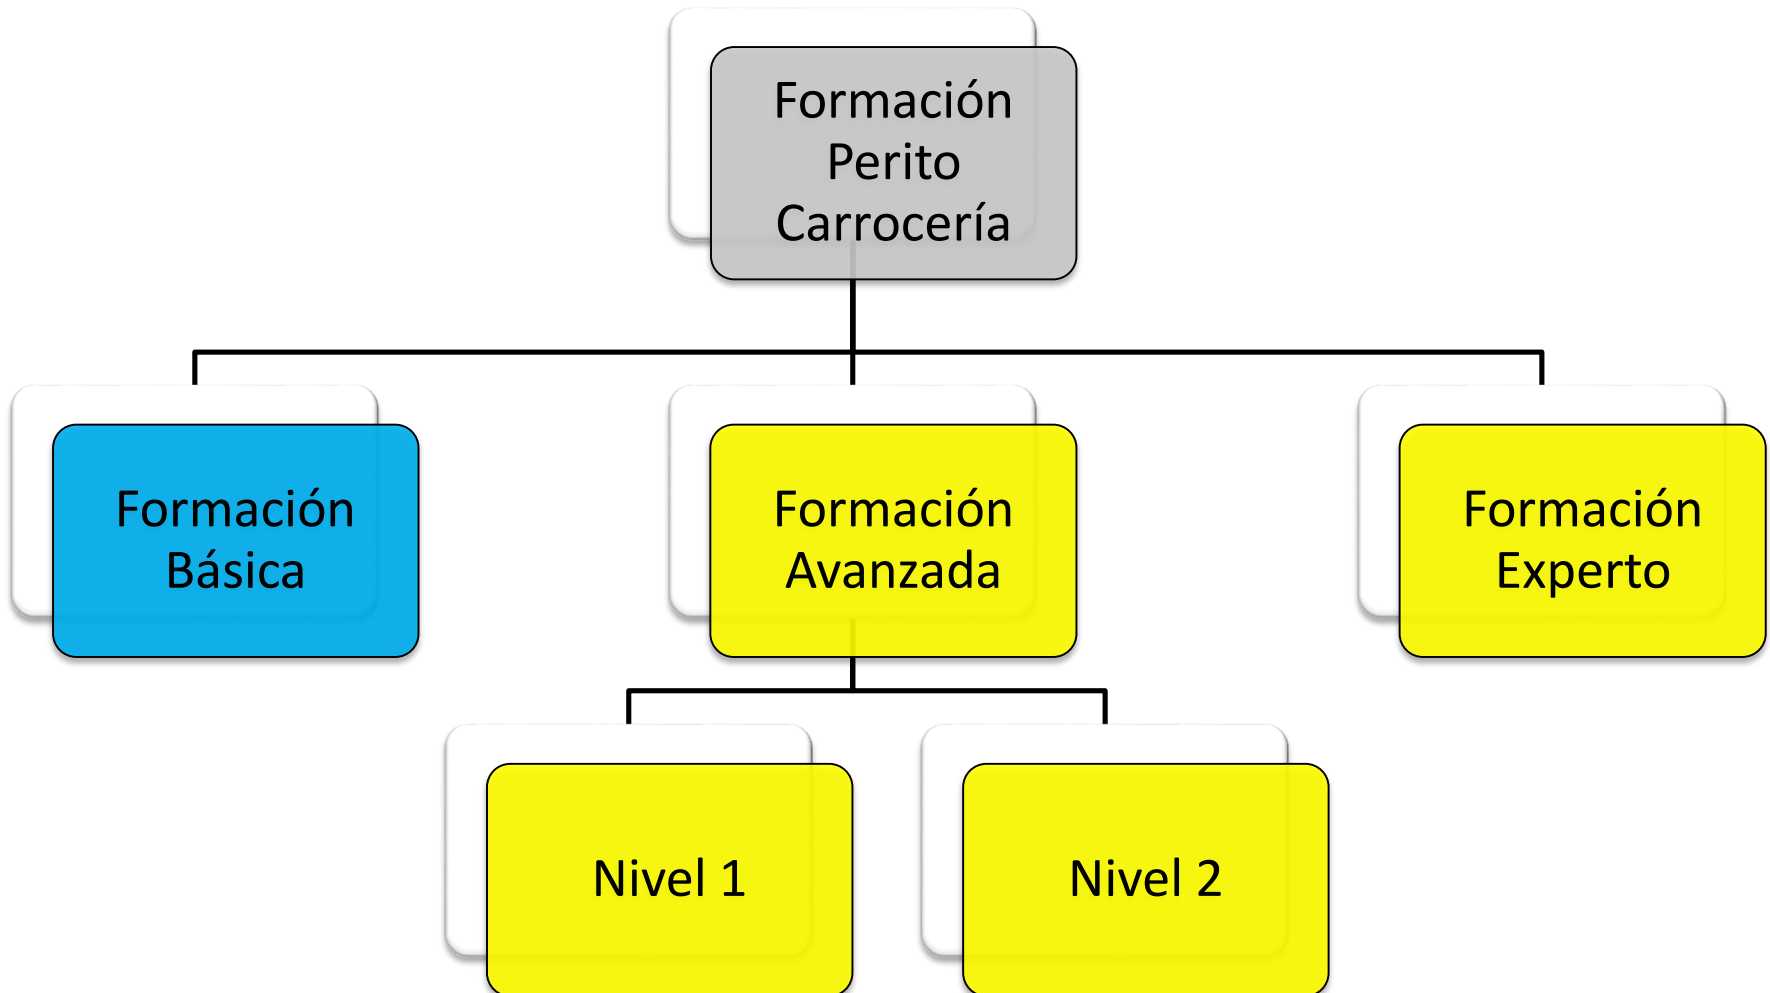 Formación
Perito
Carrocería
Formación
Básica
Formación
Avanzada
Formación
Experto
Nivel 1
Nivel 2